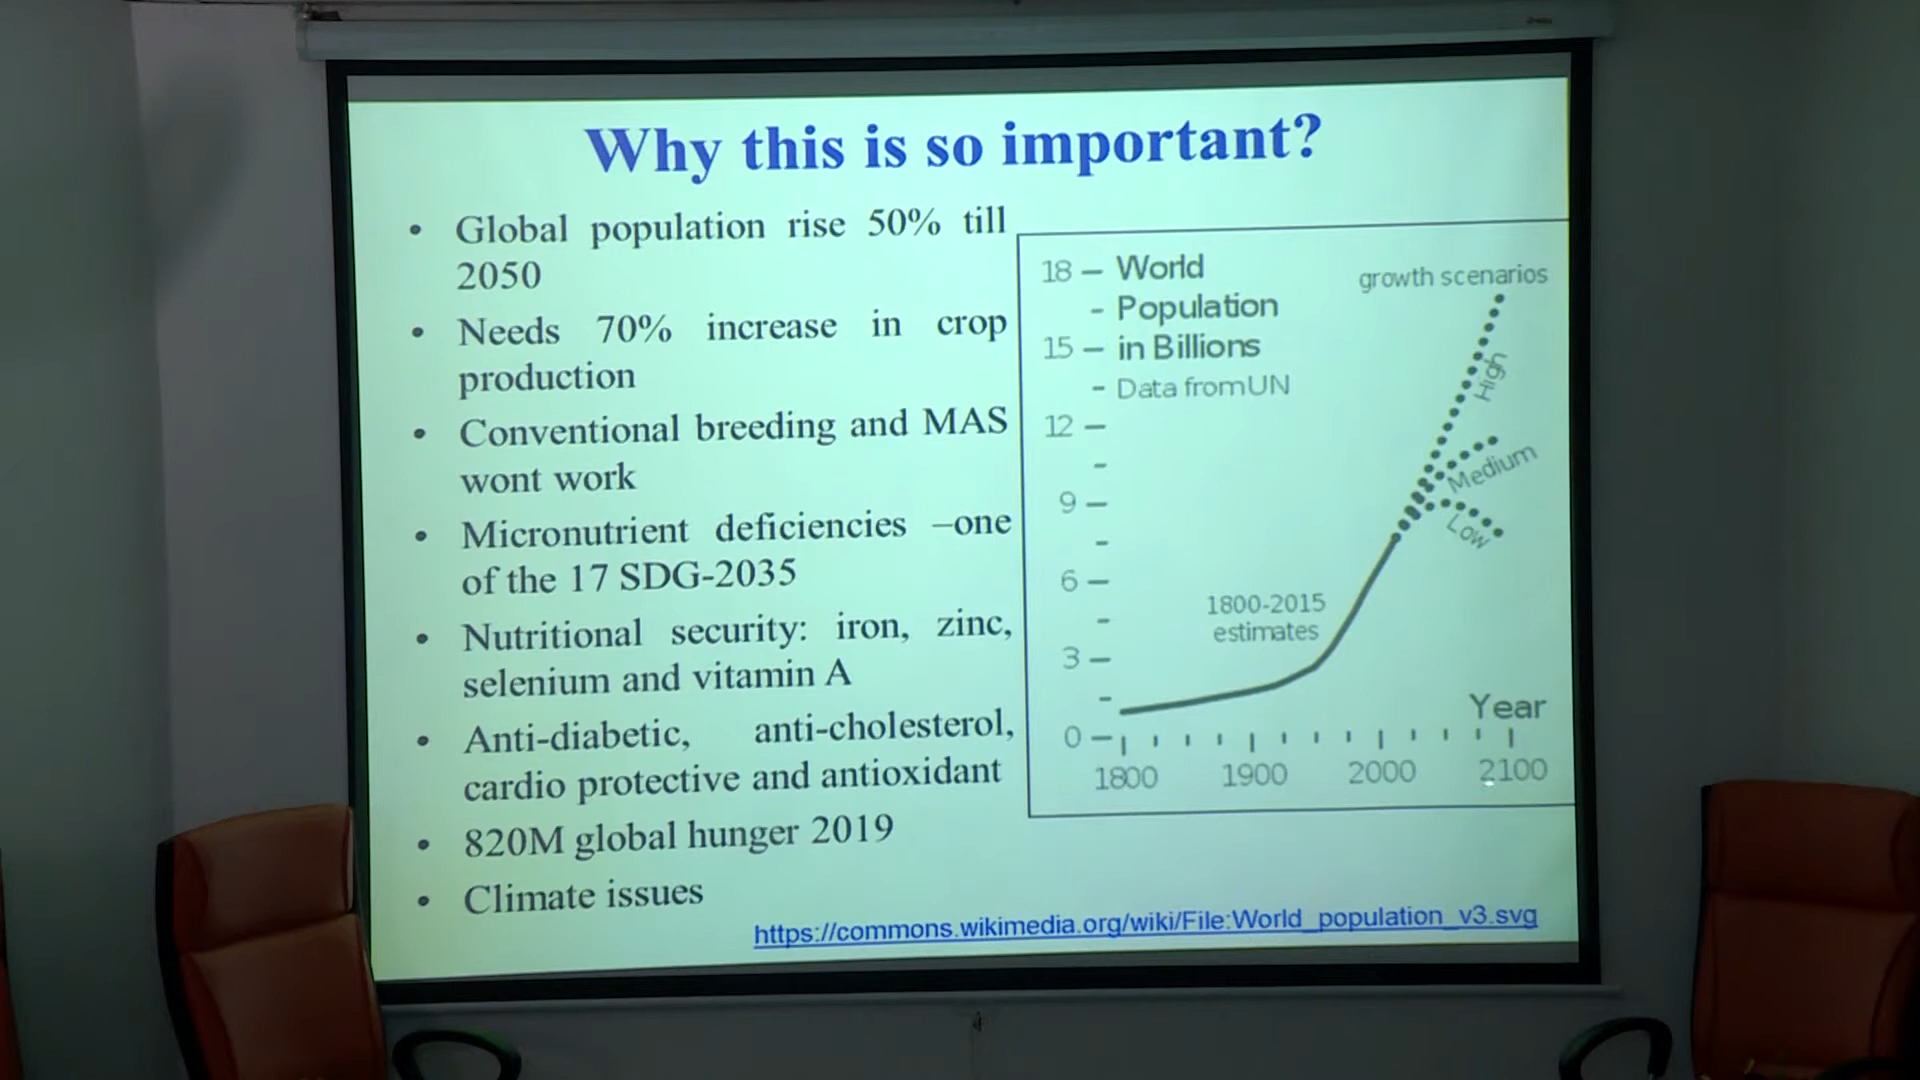 Why this is so important?
• Global population rise 50% till
2050
• Needs 70% increase in crop
production
• Conventional breeding and MAS
wont work
• Micronutrient deficiencies –one
of the 17 SDG-2035
• Nutritional security: iron, zinc,
selenium and vitamin A
• Anti-diabetic, anti-cholesterol,
cardio protective and antioxidant
• 820M global hunger 2019
• Climate issues
World
Population
in Billions
Data from UN
growth scenarios
High
Medium
Low
1800-2015
estimates
18
15
12
9
6
3
0
Year
1800 1900 2000 2100
https://commons.wikimedia.org/wiki/File:World_population_v3.svg